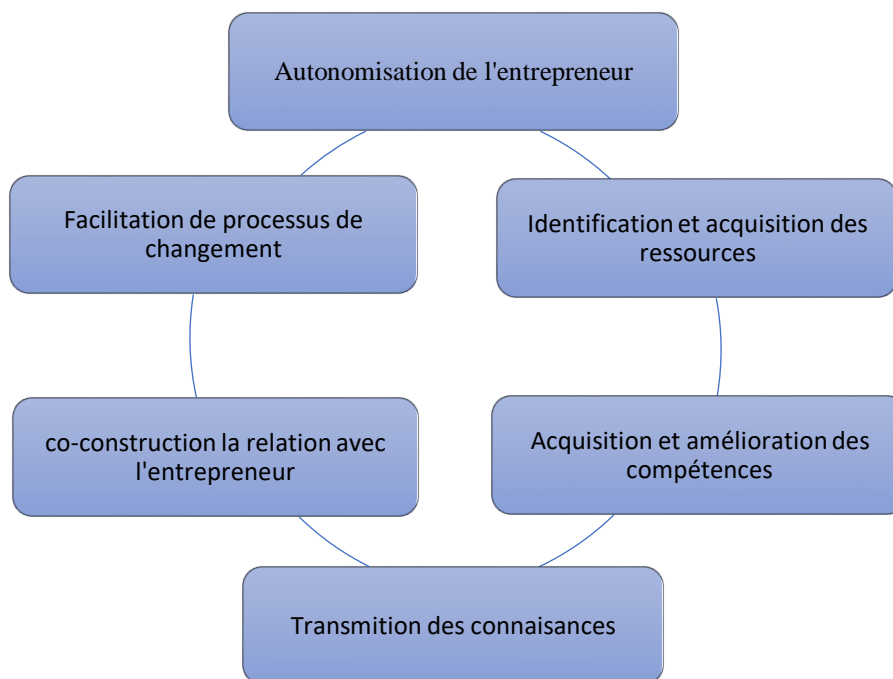 Autonomisation de l'entrepreneur
Facilitation de processus de
changement
Identification et acquisition des
ressources
co-construction la relation avec
l'entrepreneur
Acquisition et amélioration des
compétences
Transmition des connaisances